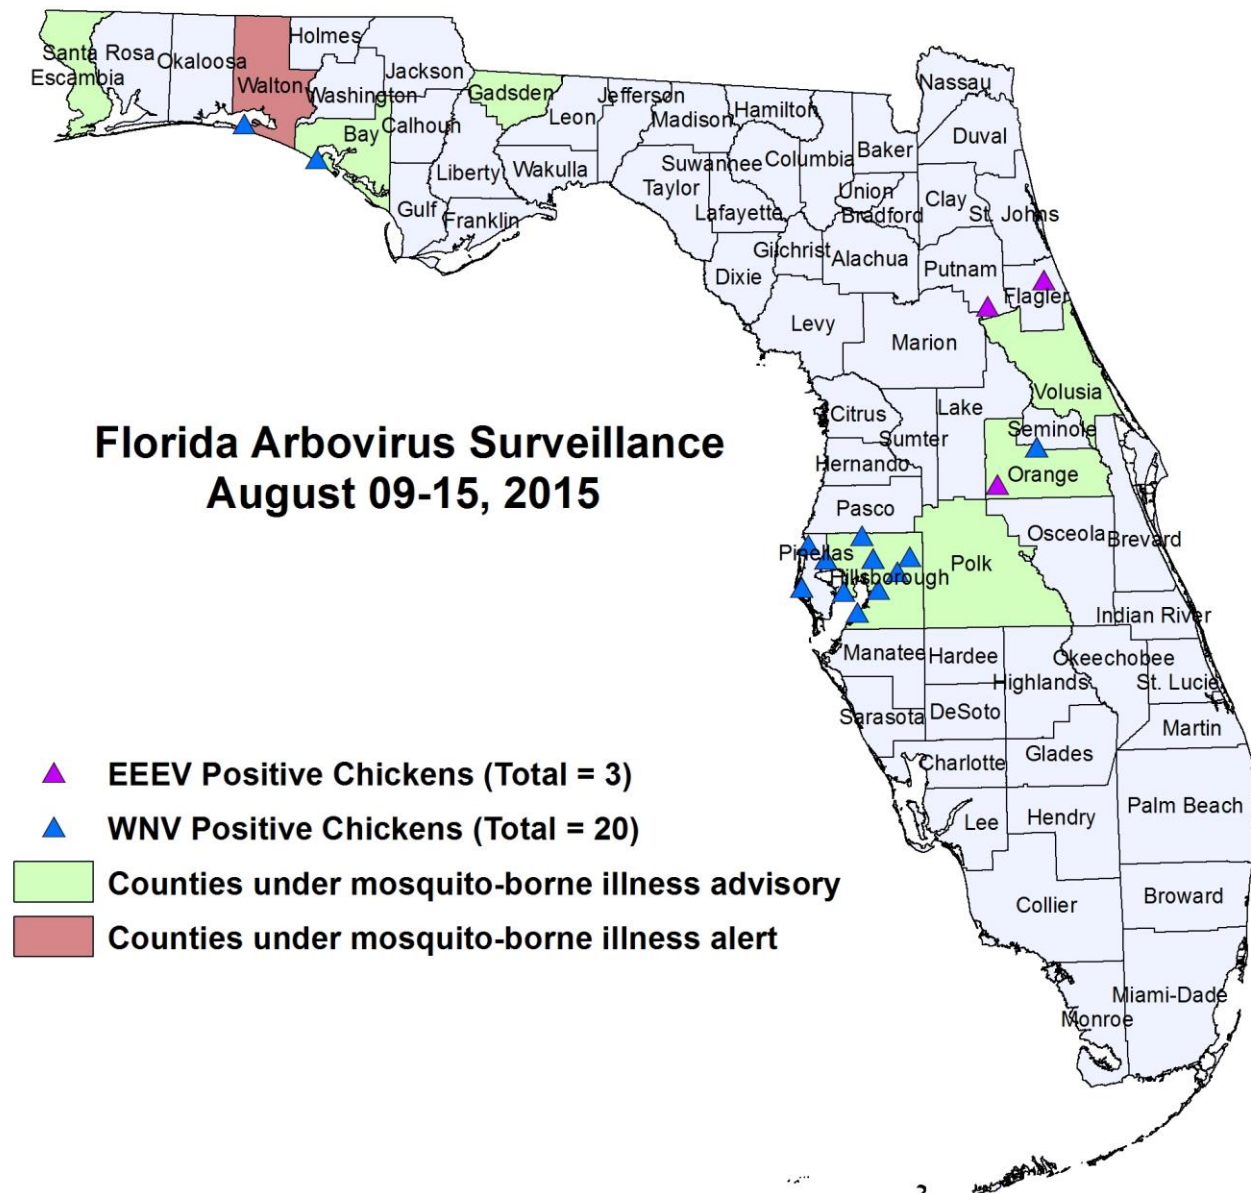 Florida Arbovirus Surveillance
August 09-15, 2015
Santa Rosa
Escambia
Okaloosa
Walton
Holmes
Jackson
Washington
Bay
Calhoun
Gadsden
Leon
Jefferson
Madison
Hamilton
Liberty
Wakulla
Gulf
Franklin
Taylor
Suwannee
Lafayette
Columbia
Baker
Union
Bradford
Nassau
Duval
Clay
St. Johns
Gilchrist
Alachua
Putnam
Dixie
Flagler
Levy
Marion
Volusia
Citrus
Sumter
Lake
Seminole
Hernando
Orange
Pasco
Osceola
Brevard
Pinellas
Hillsborough
Polk
Indian River
Manatee
Hardee
Okeechobee
Highlands
St. Lucie
Sarasota
DeSoto
Martin
Charlotte
Glades
Lee
Hendry
Palm Beach
Collier
Broward
Miami-Dade
Monroe
EEEV Positive Chickens (Total = 3)
WNV Positive Chickens (Total = 20)
Counties under mosquito-borne illness advisory
Counties under mosquito-borne illness alert